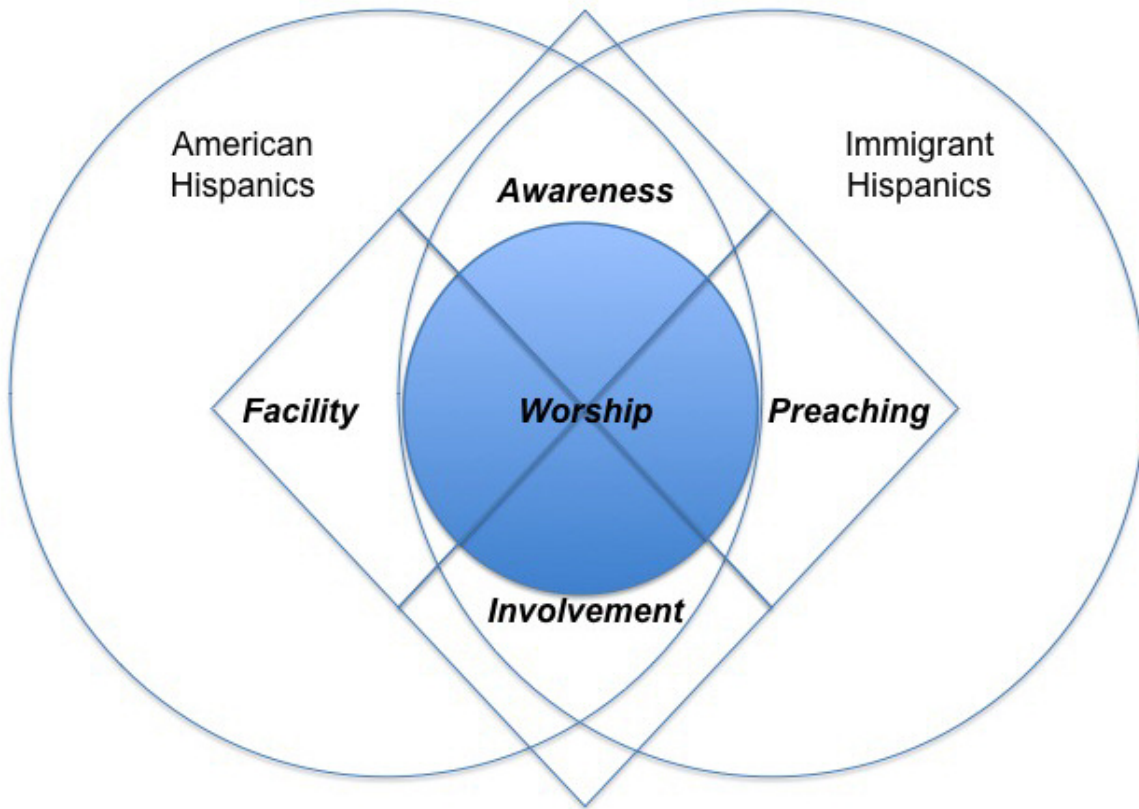 American
Hispanics
Immigrant
Hispanics
Awareness
Facility
Worship
Preaching
Involvement